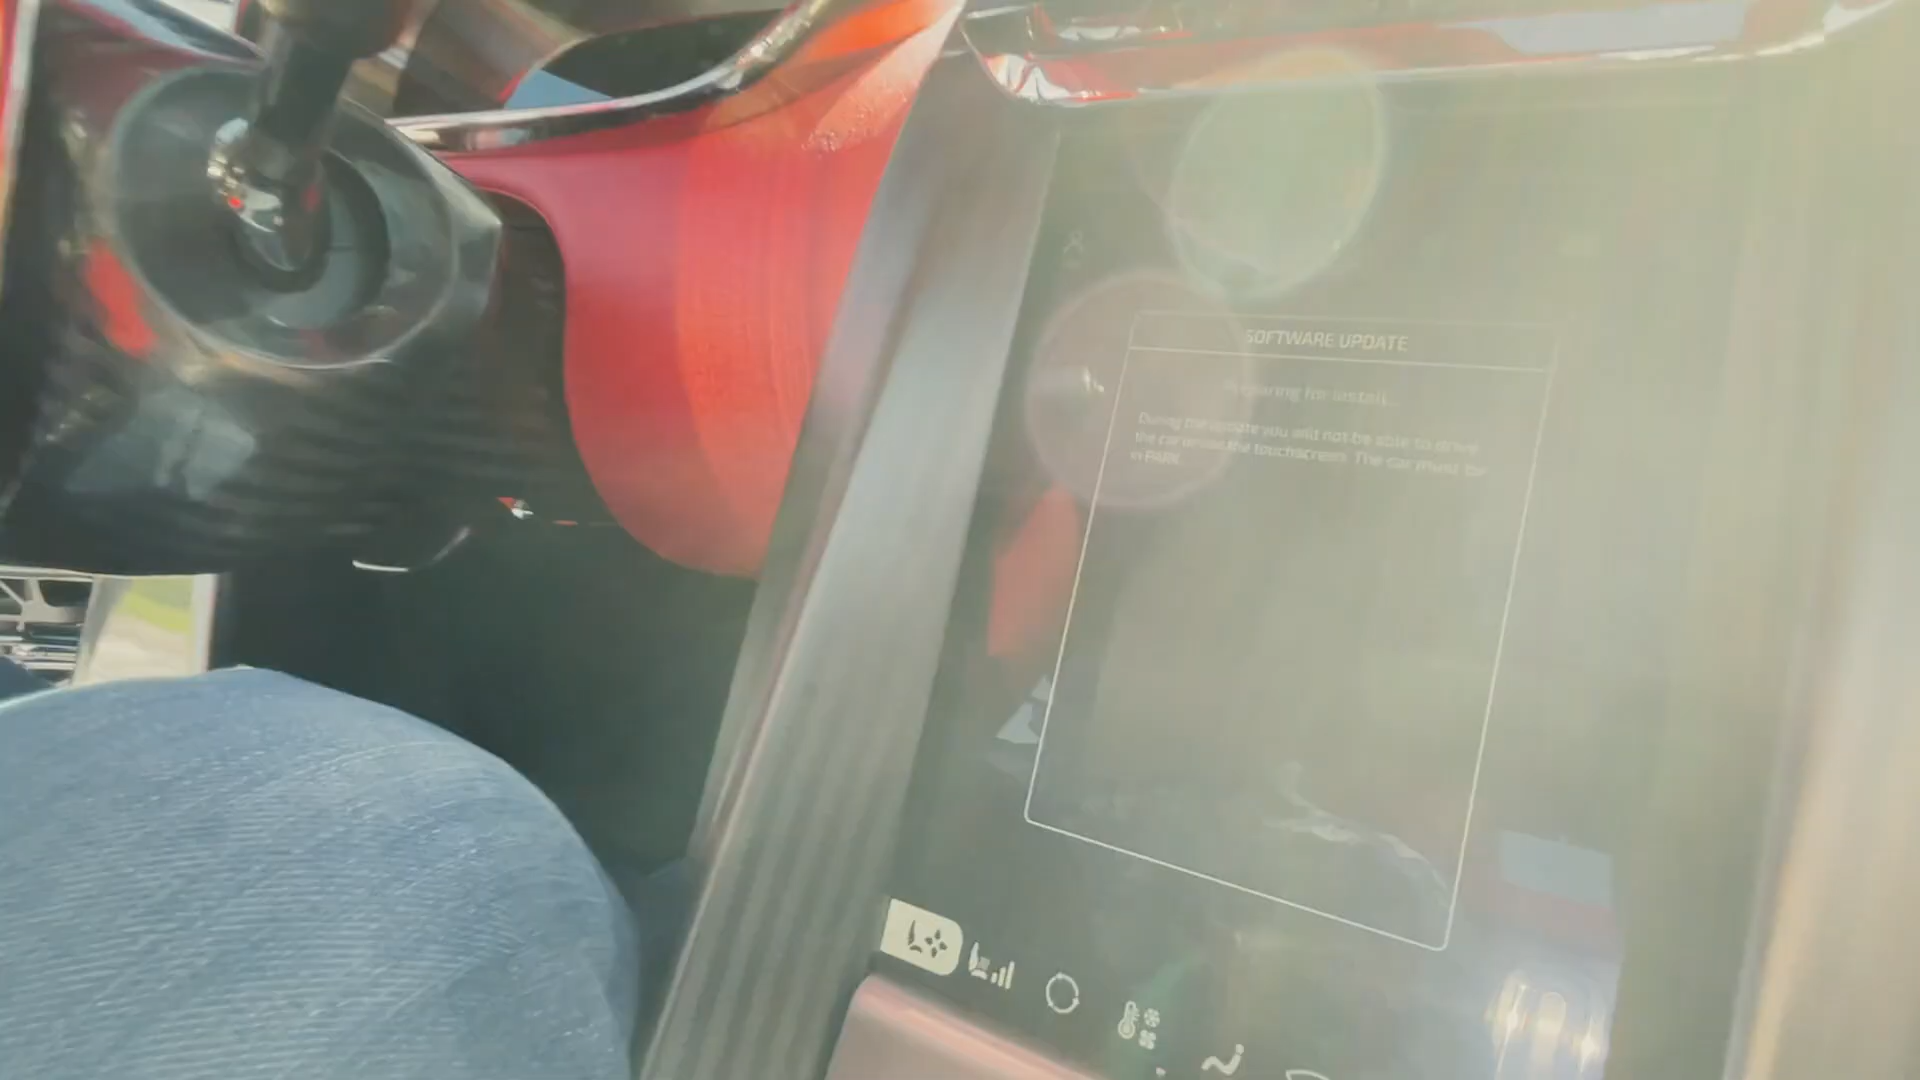 SOFTWARE UPDATE
Preparing for install...
During the update you will not be able to drive
the car or use the touchscreen. The car must be
in PARK.